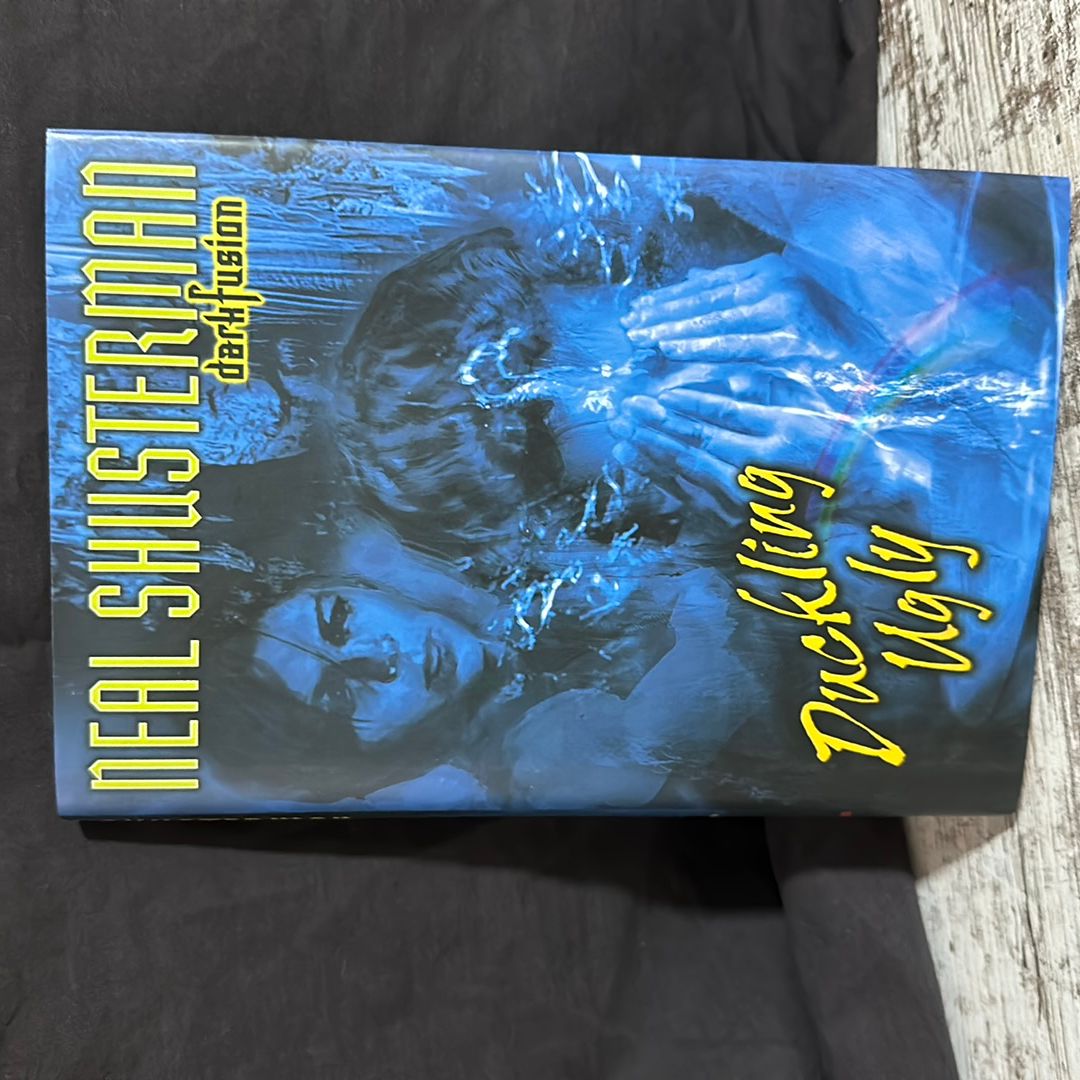 NEAL SHUSTERMAN
darkfusion
Duckling
Ugly